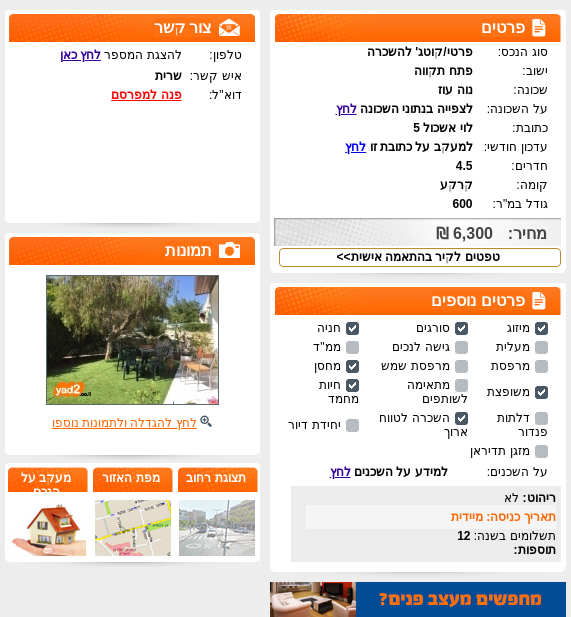 פרטים
סוג הנכס: פרטי/קוטג' להשכרה
ישוב: פתח תקווה
שכונה: נוה עוז
על השכונה: לצפייה בנתוני השכונה לחץ
כתובת: לוי אשכול 5
עדכון חודשי: למעקב על כתובת זו לחץ
חדרים: 4.5
קומה: קרקע
גודל במ"ר: 600
מחיר: 6,300 ₪
טפטים לקיר בהתאמה אישית>>
פרטים נוספים
מיזוג סורגים חניה
מעלית גישה לנכים ממ"ד
מרפסת מרפסת שמש מחסן
משופצת מתאימה לשותפים חיות מחמד
דלתות פנדור השכרה לטווח ארוך יחידת דיור
מזגן תדיראן
על השכנים: למידע על השכנים לחץ
ריהוט: לא
תאריך כניסה: מיידית
תשלומים בשנה: 12
תוספות:
מחפשים מעצב פנים?
צור קשר
טלפון: להצגת המספר לחץ כאן
איש קשר: שרית
דוא"ל: פנה למפרסם
תמונות
yad2
לחץ להגדלה ולתמונות נוספו
תצוגת רחוב
מפת האזור
מעקב על
הנכס